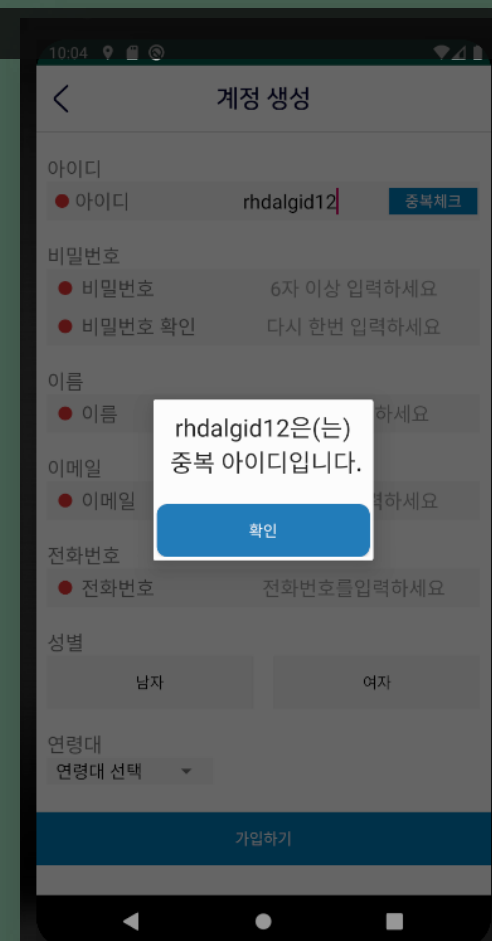 10:04
계정 생성
아이디
아이디 rhdalgid12 중복체크
비밀번호
비밀번호 6자 이상 입력하세요
비밀번호 확인 다시 한번 입력하세요
이름
이름 하세요
rhdalgid12은(는)
중복 아이디입니다.
확인
이메일
이메일 하세요
전화번호
전화번호 전화번호를입력하세요
성별
남자 여자
연령대
연령대 선택
가입하기